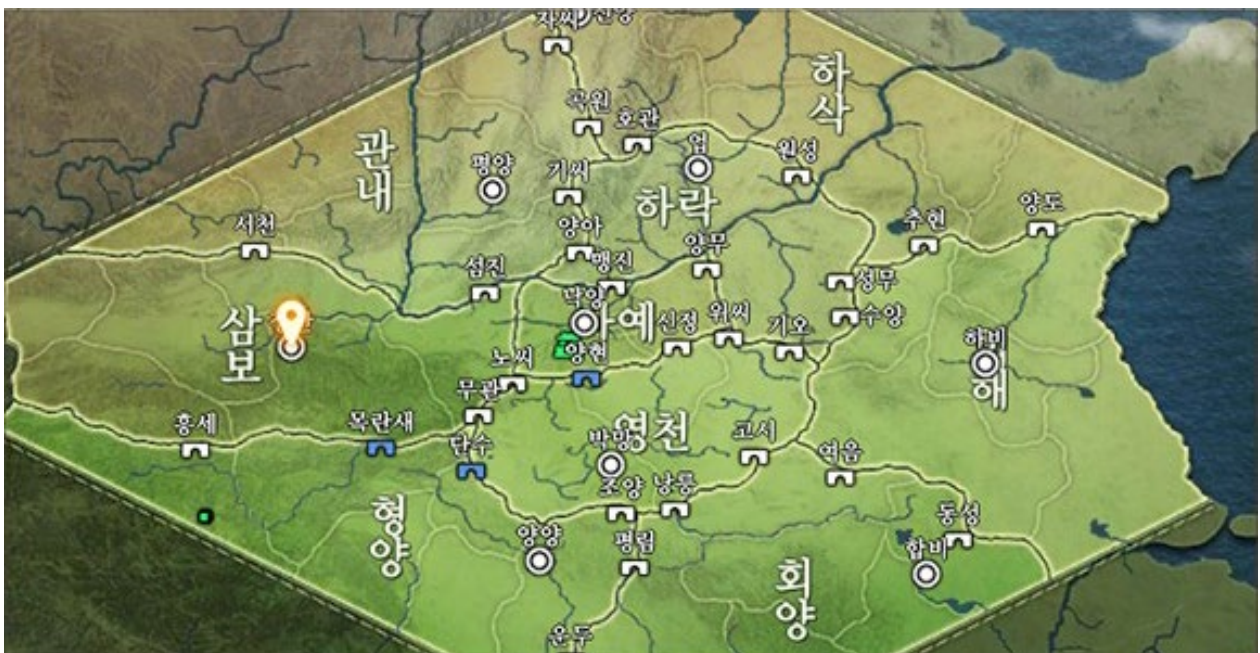 진양
하삭
곡원
호관
관내
평양
업
원성
기씨
하락
서천
양아
양무
추현
양도
섬진
맹진
성무
삼보
낙양
예
신정
위씨
기오
수양
하비
해
노씨
양현
무관
흥세
목란새
단수
박망
영천
고시
여음
조양
낭릉
형양
양양
평림
동성
합비
회양
운두